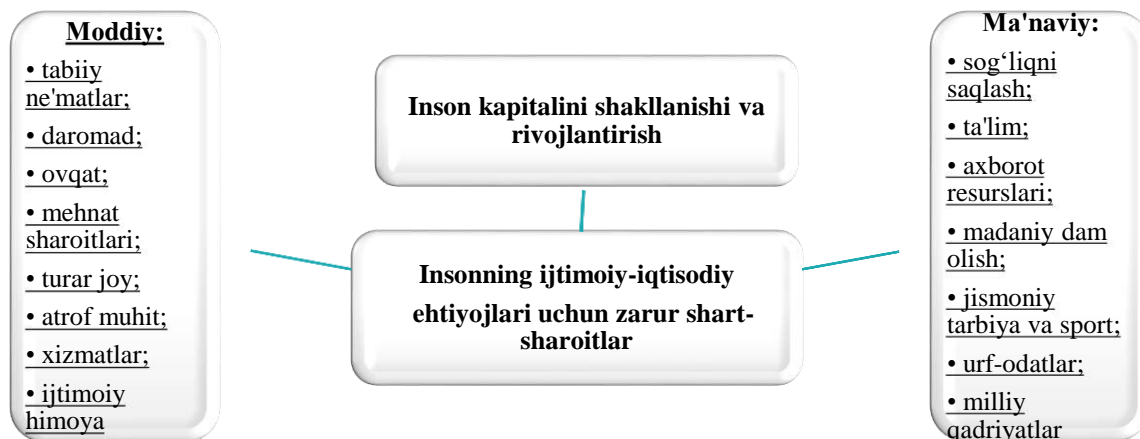 Moddiy:
• tabiiy
ne'matlar;
• daromad;
• ovqat;
• mehnat
sharoitlari;
• turar joy;
• atrof muhit;
• xizmatlar;
• ijtimoiy
himoya
Inson kapitalini shakllanishi va
rivojlantirish
Insonning ijtimoiy-iqtisodiy
ehtiyojlari uchun zarur shart-
sharoitlar
Ma'naviy:
• sog‘liqni
saqlash;
• ta'lim;
• axborot
resurslari;
• madaniy dam
olish;
• jismoniy
tarbiya va sport;
• urf-odatlar;
• milliy
qadriyatlar